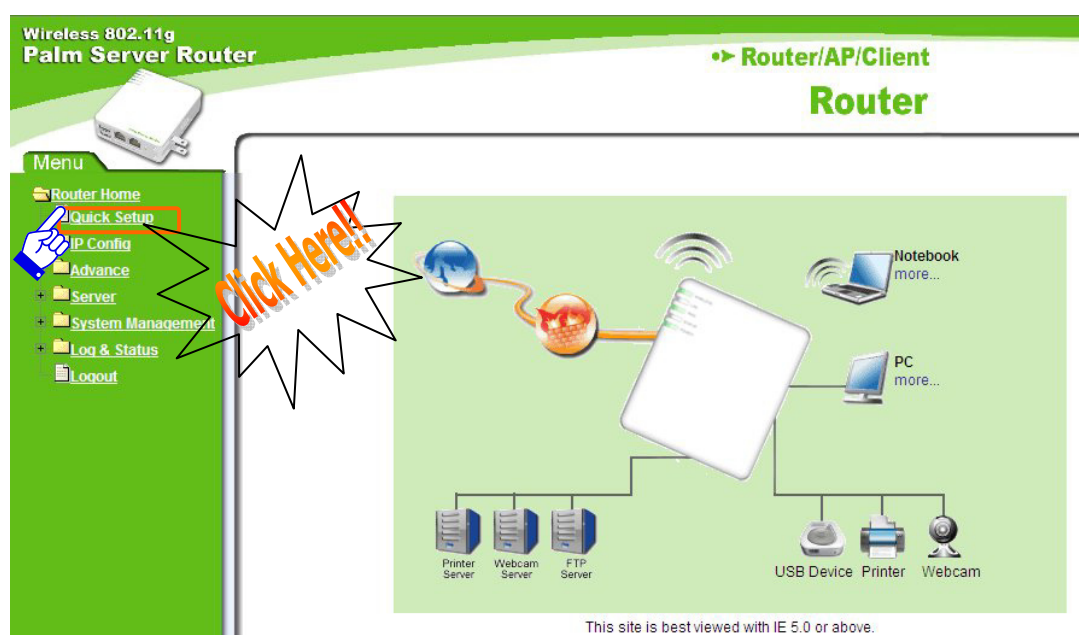 Wireless 802.11g
Palm Server Router
Router/AP/Client
Router
Menu
Router Home
Quick Setup
IP Config
Advance
Server
System Management
Log & Status
Logout
Click Here!!
Notebook
more...
PC
more...
Printer
Server
Webcam
Server
FTP
Server
USB Device
Printer
Webcam
This site is best viewed with IE 5.0 or above.